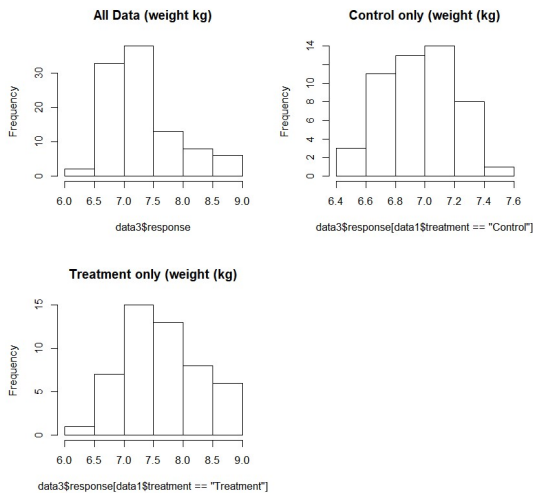 All Data (weight kg)
Frequency
0 10 20 30
6.0 6.5 7.0 7.5 8.0 8.5 9.0
data3$response
Control only (weight (kg)
Frequency
0 2 4 6 8 10 14
6.4 6.6 6.8 7.0 7.2 7.4 7.6
data3$response[data1$treatment == "Control"]
Treatment only (weight (kg)
Frequency
0 5 10 15
6.0 6.5 7.0 7.5 8.0 8.5 9.0
data3$response[data1$treatment == "Treatment"]